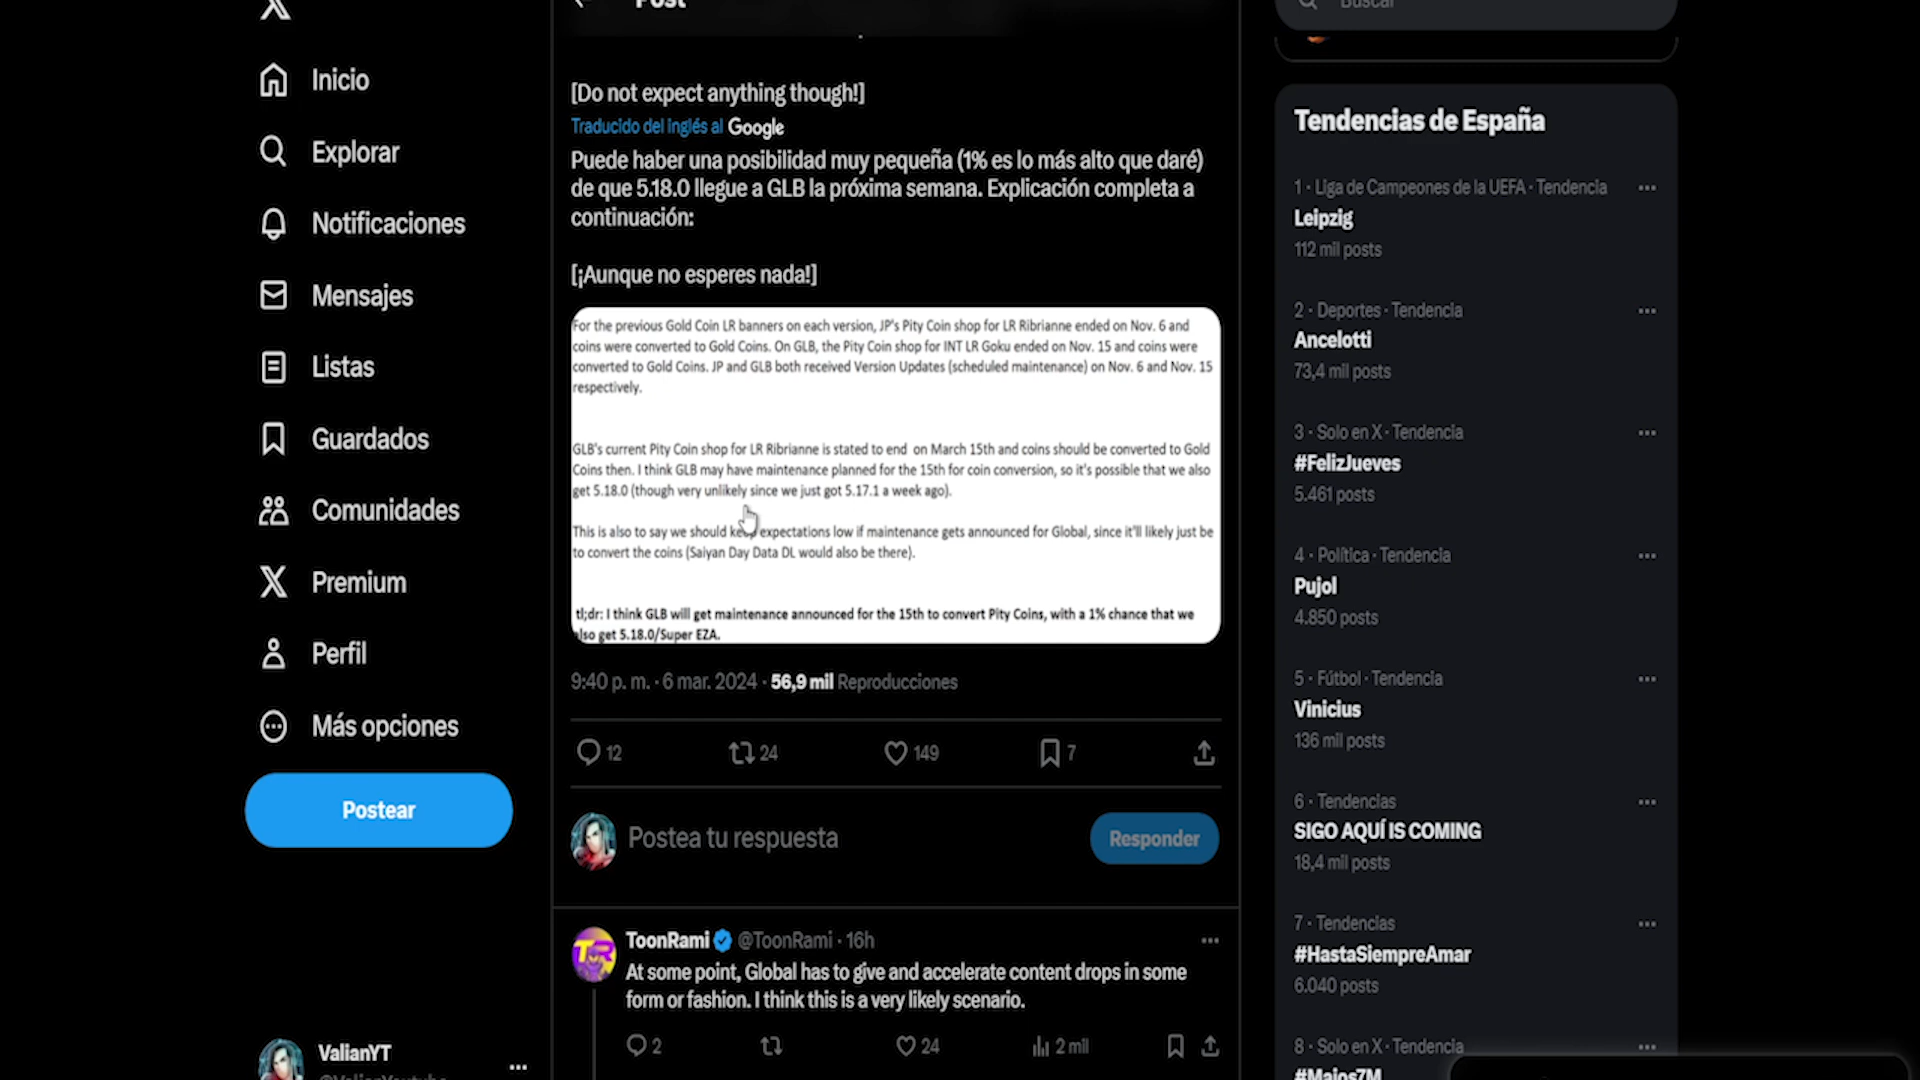 Inicio
Explorar
Notificaciones
Mensajes
Listas
Guardados
Comunidades
Premium
Perfil
Más opciones
Postear
ValianYT
Post
[Do not expect anything though!]
Traducido del inglés al Google
Puede haber una posibilidad muy pequeña (1% es lo más alto que daré)
de que 5.18.0 llegue a GLB la próxima semana. Explicación completa a
continuación:
[¡Aunque no esperes nada!]
For the previous Gold Coin LR banners on each version, JP's Pity Coin shop for LR Ribrianne ended on Nov. 6 and
coins were converted to Gold Coins. On GLB, the Pity Coin shop for INT LR Goku ended on Nov. 15 and coins were
converted to Gold Coins. JP and GLB both received Version Updates (scheduled maintenance) on Nov. 6 and Nov. 15
respectively.
GLB's current Pity Coin shop for LR Ribrianne is stated to end on March 15th and coins should be converted to Gold
Coins then. I think GLB may have maintenance planned for the 15th for coin conversion, so it's possible that we also
get 5.18.0 (though very unlikely since we just got 5.17.1 a week ago).
This is also to say we should keep expectations low if maintenance gets announced for Global, since it'll likely just be
to convert the coins (Saiyan Day Data DL would also be there).
tl;dr: I think GLB will get maintenance announced for the 15th to convert Pity Coins, with a 1% chance that we
also get 5.18.0/Super EZA.
9:40 p. m. · 6 mar. 2024 · 56,9 mil Reproducciones
12 24 149 7
Postea tu respuesta
Responder
ToonRami @ToonRami · 16h
At some point, Global has to give and accelerate content drops in some
form or fashion. I think this is a very likely scenario.
2 24 2 mil
Buscar
Tendencias de España
1 · Liga de Campeones de la UEFA · Tendencia
Leipzig
112 mil posts
2 · Deportes · Tendencia
Ancelotti
73,4 mil posts
3 · Solo en X · Tendencia
#FelizJueves
5.461 posts
4 · Política · Tendencia
Pujol
4.850 posts
5 · Fútbol · Tendencia
Vinicius
136 mil posts
6 · Tendencias
SIGO AQUÍ IS COMING
18,4 mil posts
7 · Tendencias
#HastaSiempreAmar
6.040 posts
8 · Solo en X · Tendencia
#Maios7M